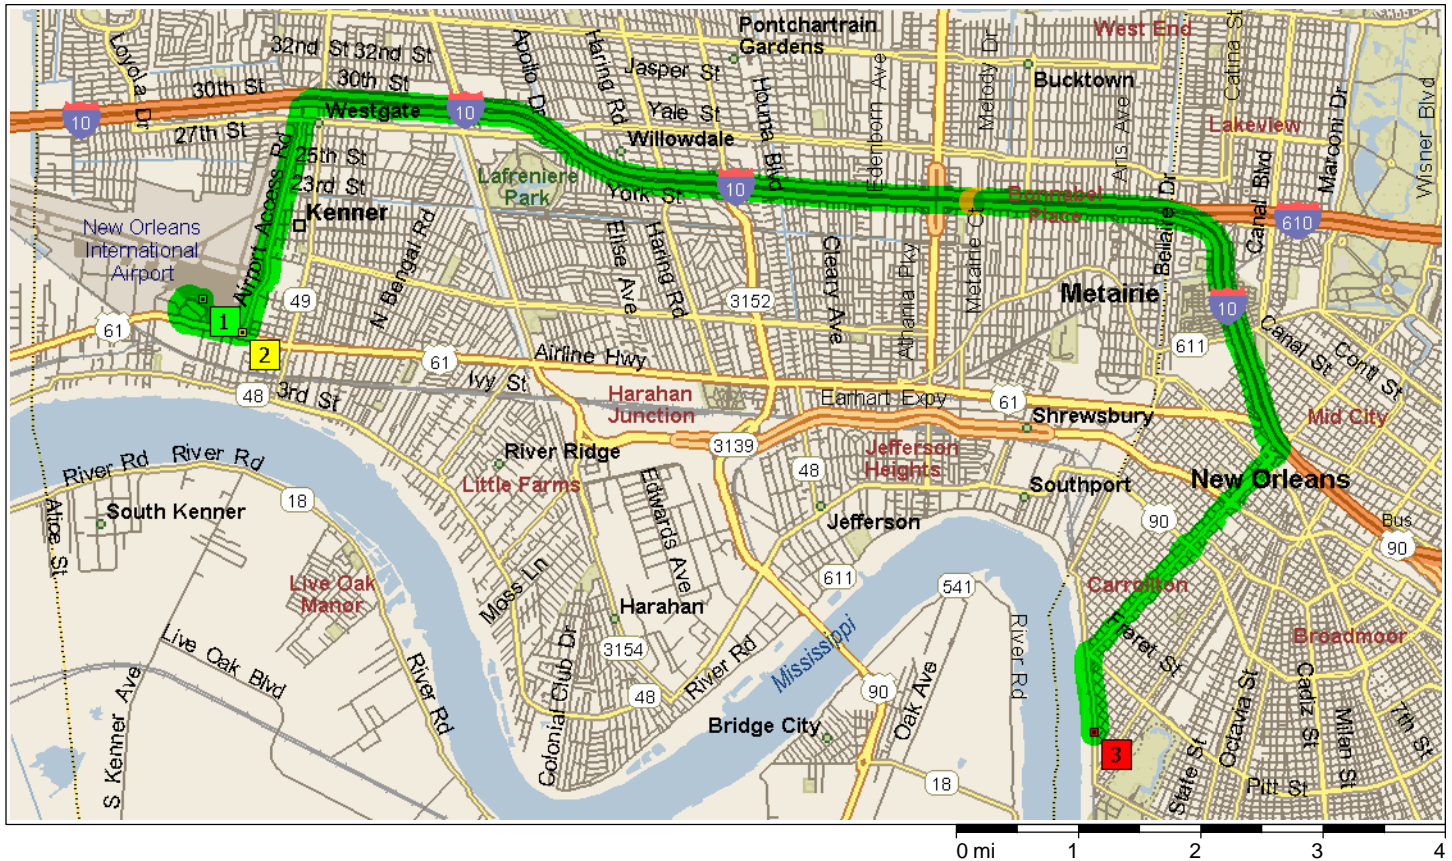 Pontchartrain
Gardens
West End
32nd St
32nd St
Loyola Dr
Apollo Dr
Haring Rd
Jasper St
Houma Blvd
Edenborn Ave
Melody Dr
Bucktown
Catina St
Marconi Dr
Wisner Blvd
30th St
30th St
10
Westgate
10
Yale St
Aris Ave
Lakeview
27th St
Willowdale
25th St
23rd St
Lafreniere
Park
York St
10
Bonnabel
Place
Bellaire Dr
Canal Blvd
610
Kenner
Airport Access Rd
New Orleans
International
Airport
N Bengal Rd
Elise Ave
Haring Rd
Cleary Ave
Athania Pky
Metairie Ct
Metairie
10
49
3152
1
61
2
61
Airline Hwy
611
Canal St
Conti St
48
3rd St
Ivy St
Harahan
Junction
Earhart Expy
61
Shrewsbury
Mid City
3139
River Rd
River Rd
River Ridge
Little Farms
48
Jefferson
Heights
Southport
New Orleans
18
South Kenner
Alice St
Edwards Ave
Jefferson
90
Bus
90
Live Oak
Manor
Moss Ln
Harahan
611
541
Carrollton
Freret St
Broadmoor
Live Oak Blvd
S Kenner Ave
River Rd
Colonial Club Dr
3154
48
River Rd
Mississippi
River Rd
90
Oak Ave
Bridge City
18
3
State St
Octavia St
Cadiz St
Milan St
7th St
Pitt St
0 mi
1
2
3
4